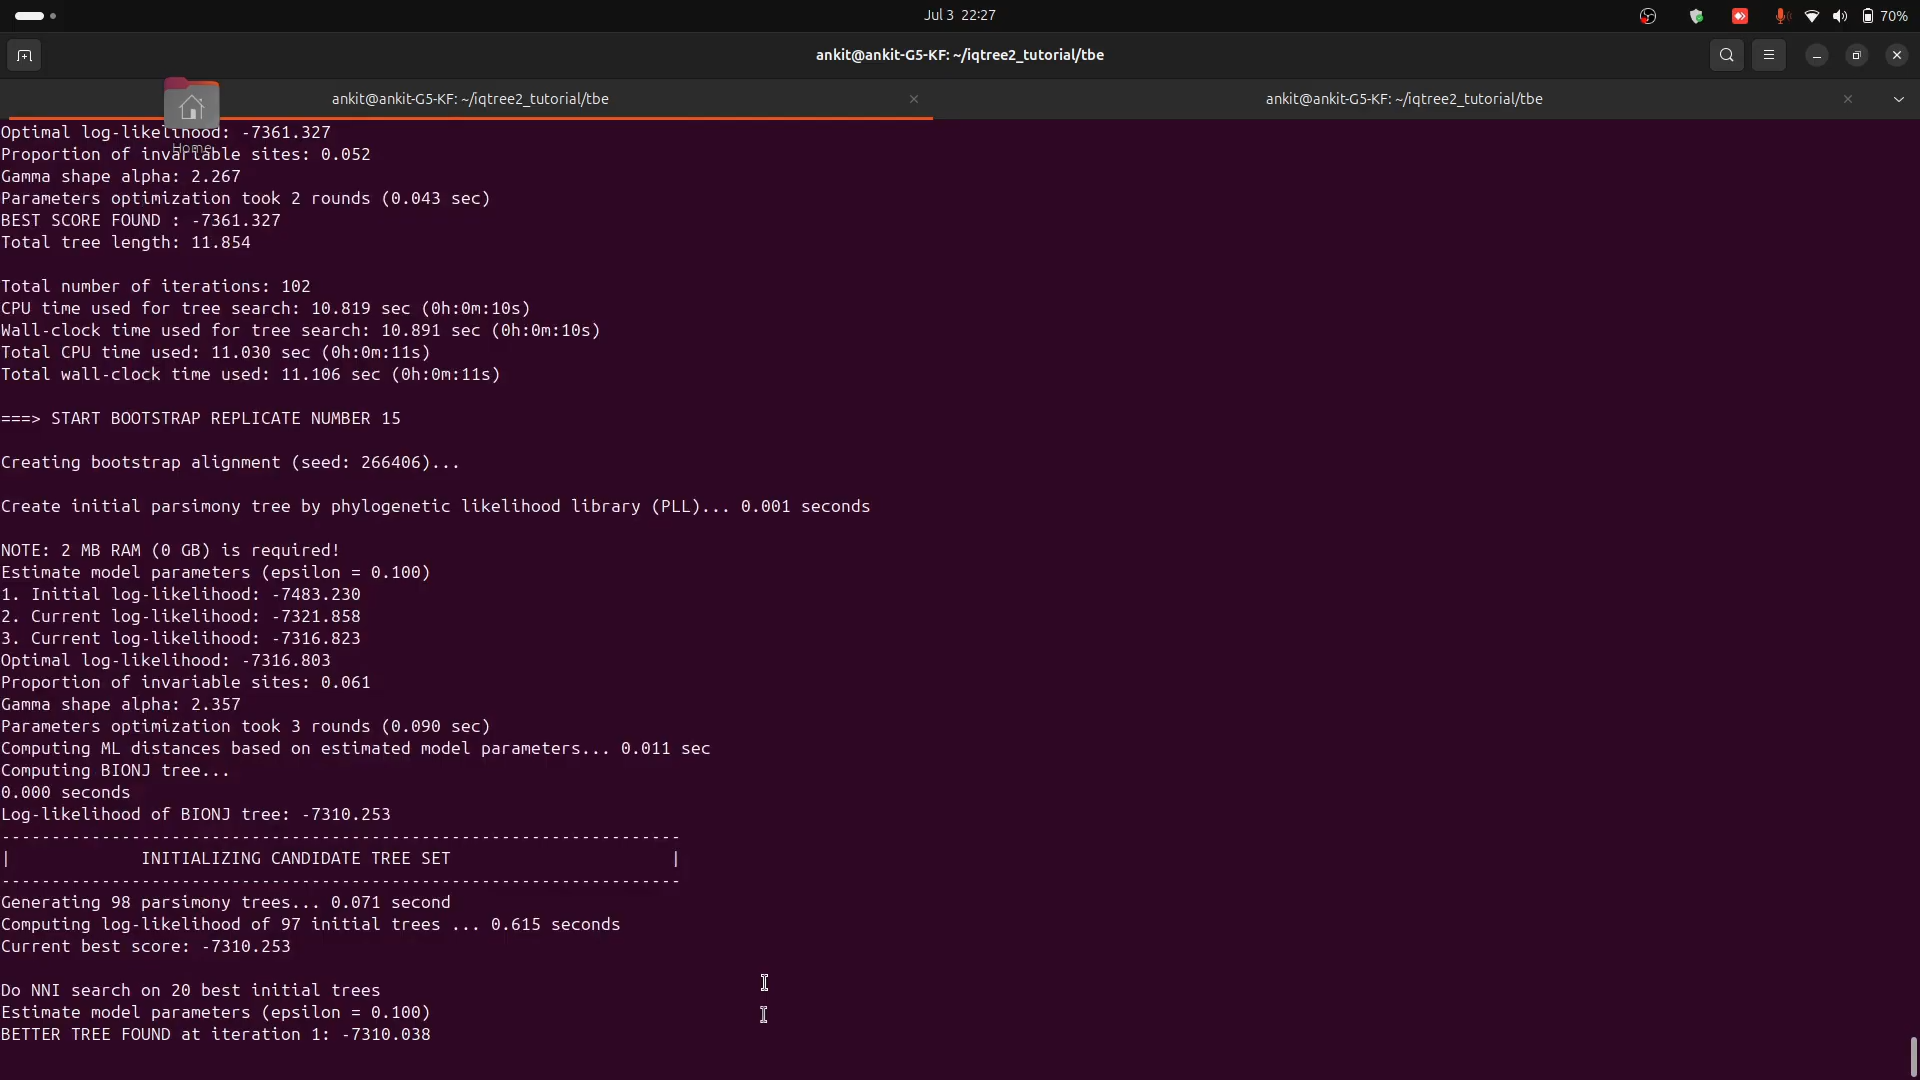 Jul 3 22:27
70%
ankit@ankit-G5-KF: ~/iqtree2_tutorial/tbe
ankit@ankit-G5-KF: ~/iqtree2_tutorial/tbe
ankit@ankit-G5-KF: ~/iqtree2_tutorial/tbe
Optimal log-likelihood: -7361.327
Home
Proportion of invariable sites: 0.052
Gamma shape alpha: 2.267
Parameters optimization took 2 rounds (0.043 sec)
BEST SCORE FOUND : -7361.327
Total tree length: 11.854
Total number of iterations: 102
CPU time used for tree search: 10.819 sec (0h:0m:10s)
Wall-clock time used for tree search: 10.891 sec (0h:0m:10s)
Total CPU time used: 11.030 sec (0h:0m:11s)
Total wall-clock time used: 11.106 sec (0h:0m:11s)
===> START BOOTSTRAP REPLICATE NUMBER 15
Creating bootstrap alignment (seed: 266406)...
Create initial parsimony tree by phylogenetic likelihood library (PLL)... 0.001 seconds
NOTE: 2 MB RAM (0 GB) is required!
Estimate model parameters (epsilon = 0.100)
1. Initial log-likelihood: -7483.230
2. Current log-likelihood: -7321.858
3. Current log-likelihood: -7316.823
Optimal log-likelihood: -7316.803
Proportion of invariable sites: 0.061
Gamma shape alpha: 2.357
Parameters optimization took 3 rounds (0.090 sec)
Computing ML distances based on estimated model parameters... 0.011 sec
Computing BIONJ tree...
0.000 seconds
Log-likelihood of BIONJ tree: -7310.253
--------------------------------------------------------------------
|             INITIALIZING CANDIDATE TREE SET                      |
--------------------------------------------------------------------
Generating 98 parsimony trees... 0.071 second
Computing log-likelihood of 97 initial trees ... 0.615 seconds
Current best score: -7310.253
Do NNI search on 20 best initial trees
Estimate model parameters (epsilon = 0.100)
BETTER TREE FOUND at iteration 1: -7310.038